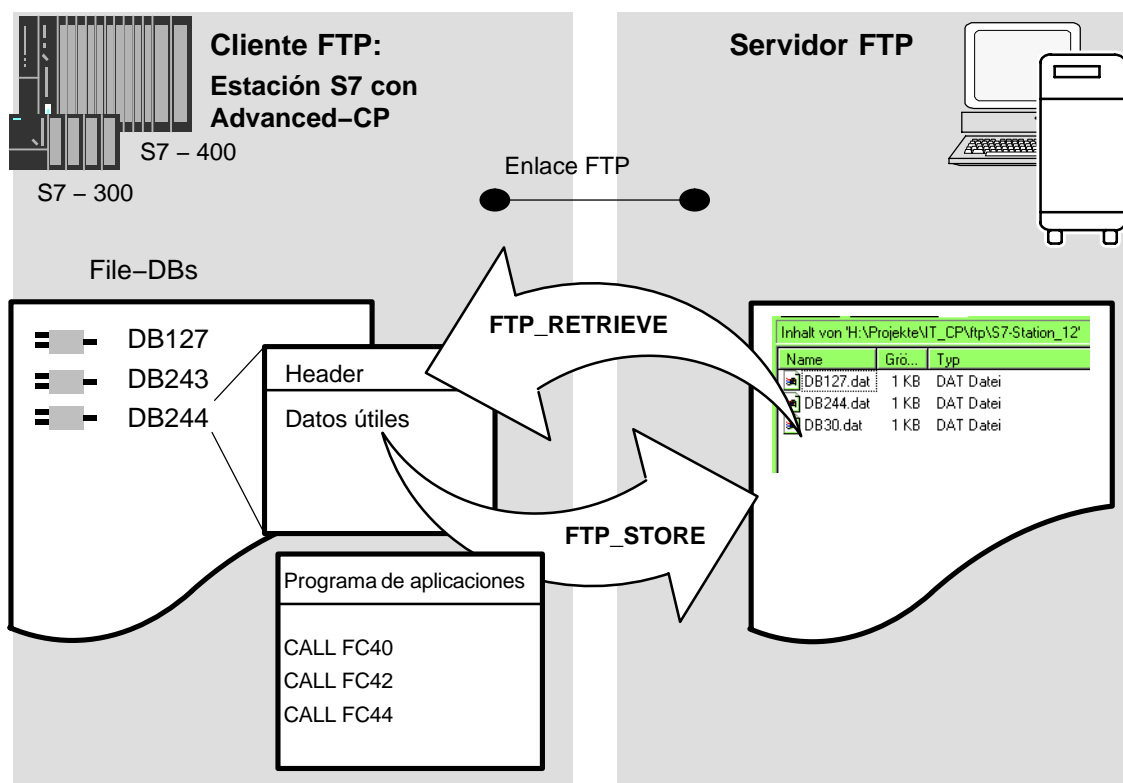 Cliente FTP:
Estación S7 con
Advanced–CP
S7 – 400
S7 – 300
Servidor FTP
Enlace FTP
File–DBs
DB127
DB243
DB244
Header
Datos útiles
FTP_RETRIEVE
FTP_STORE
Inhalt von 'H:\Projekte\IT_CP\ftp\S7-Station_12'
Name Grö... Typ
DB127.dat 1 KB DAT Datei
DB244.dat 1 KB DAT Datei
DB30.dat 1 KB DAT Datei
Programa de aplicaciones
CALL FC40
CALL FC42
CALL FC44